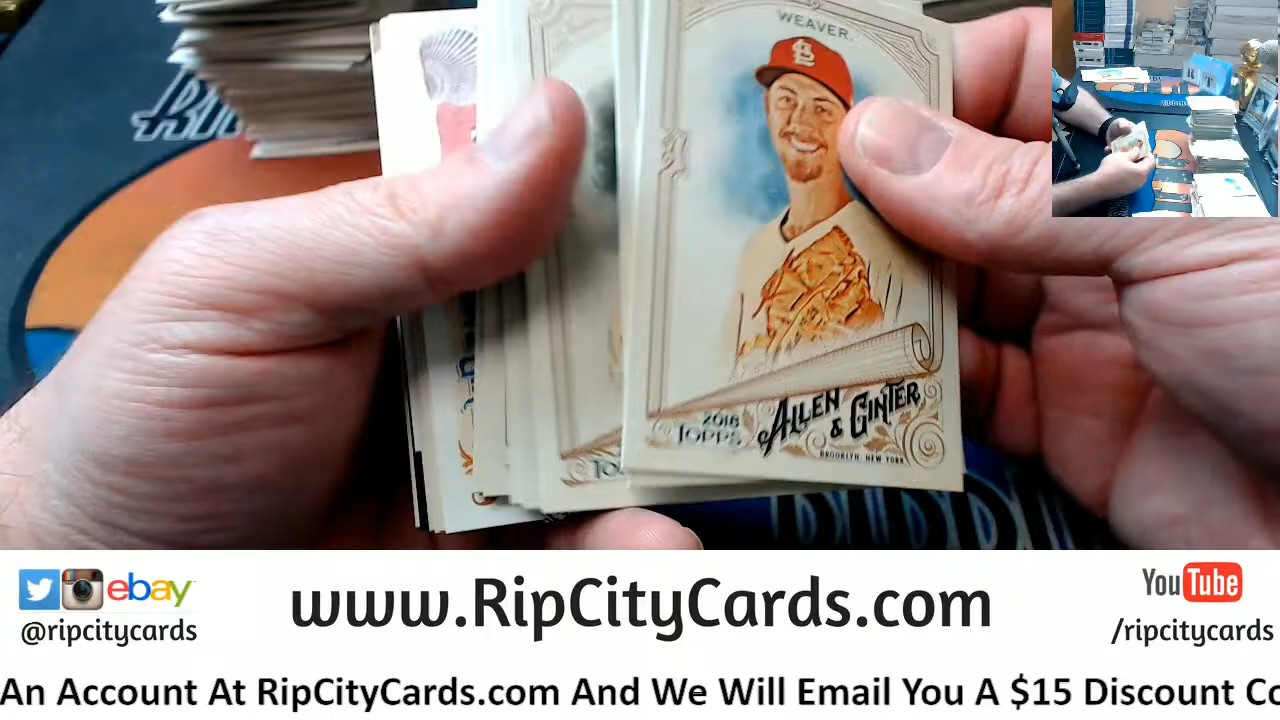 WEAVER
2018
TOPPS
ALLEN
& GINTER
BROOKLYN, NEW YORK
ebay
@ripcitycards
www.RipCityCards.com
YouTube
/ripcitycards
An Account At RipCityCards.com And We Will Email You A $15 Discount Co